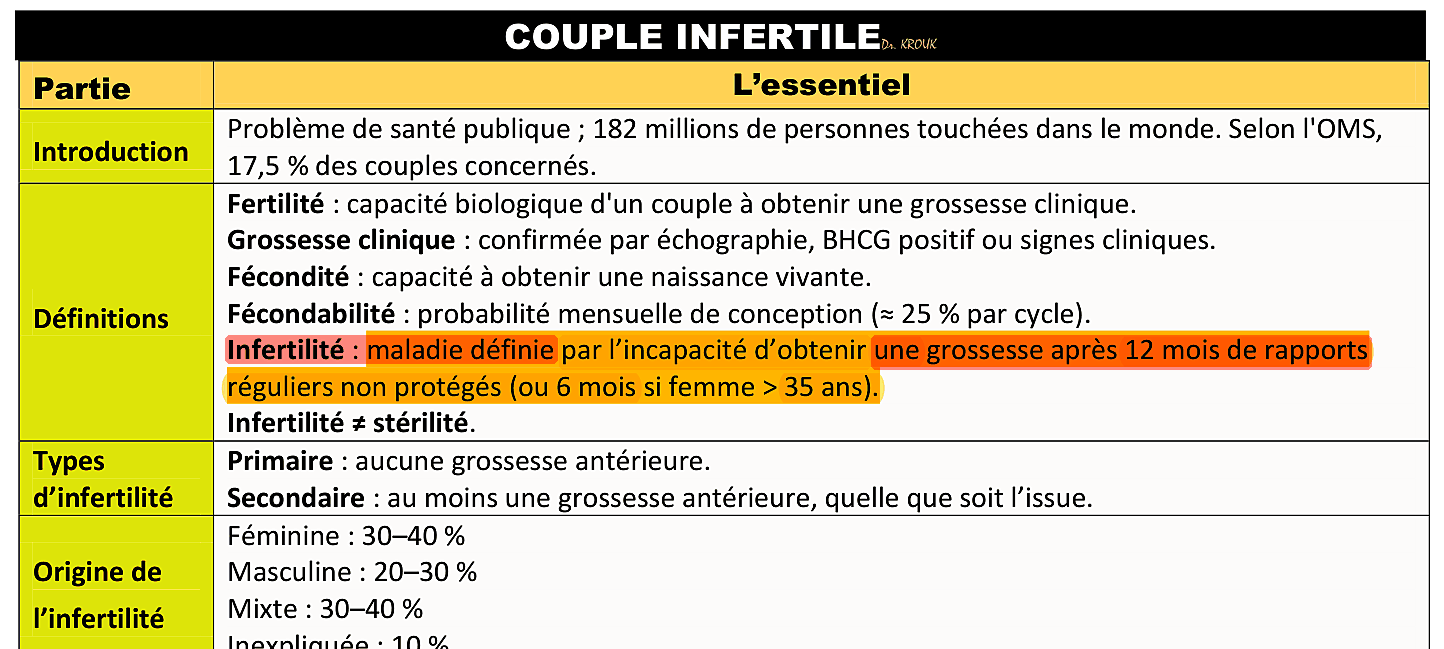 COUPLE INFERTILE Dr. KROUK
Partie
L'essentiel
Introduction
Problème de santé publique ; 182 millions de personnes touchées dans le monde. Selon l'OMS,
17,5 % des couples concernés.
Définitions
Fertilité : capacité biologique d'un couple à obtenir une grossesse clinique.
Grossesse clinique : confirmée par échographie, BHCG positif ou signes cliniques.
Fécondité : capacité à obtenir une naissance vivante.
Fécondabilité : probabilité mensuelle de conception (≈ 25 % par cycle).
Infertilité : maladie définie par l’incapacité d’obtenir une grossesse après 12 mois de rapports
réguliers non protégés (ou 6 mois si femme > 35 ans).
Infertilité ≠ stérilité.
Types
d’infertilité
Primaire : aucune grossesse antérieure.
Secondaire : au moins une grossesse antérieure, quelle que soit l’issue.
Origine de
l’infertilité
Féminine : 30–40 %
Masculine : 20–30 %
Mixte : 30–40 %
Inexpliquée : 10 %